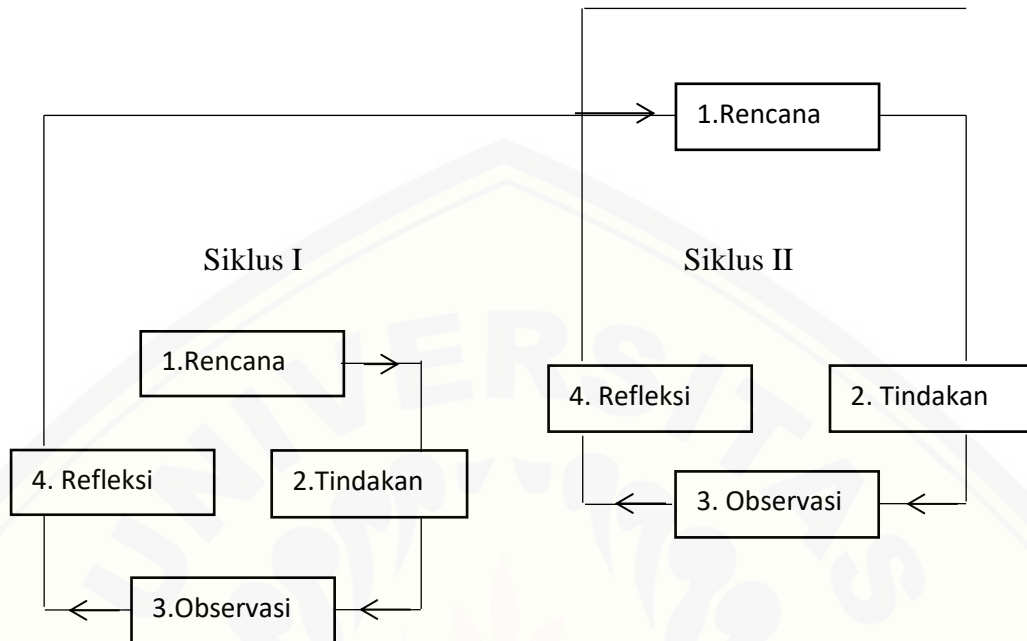 1.Rencana
Siklus I
Siklus II
1.Rencana
4. Refleksi
2. Tindakan
4. Refleksi
2.Tindakan
3. Observasi
3.Observasi
UNIVERSITAS